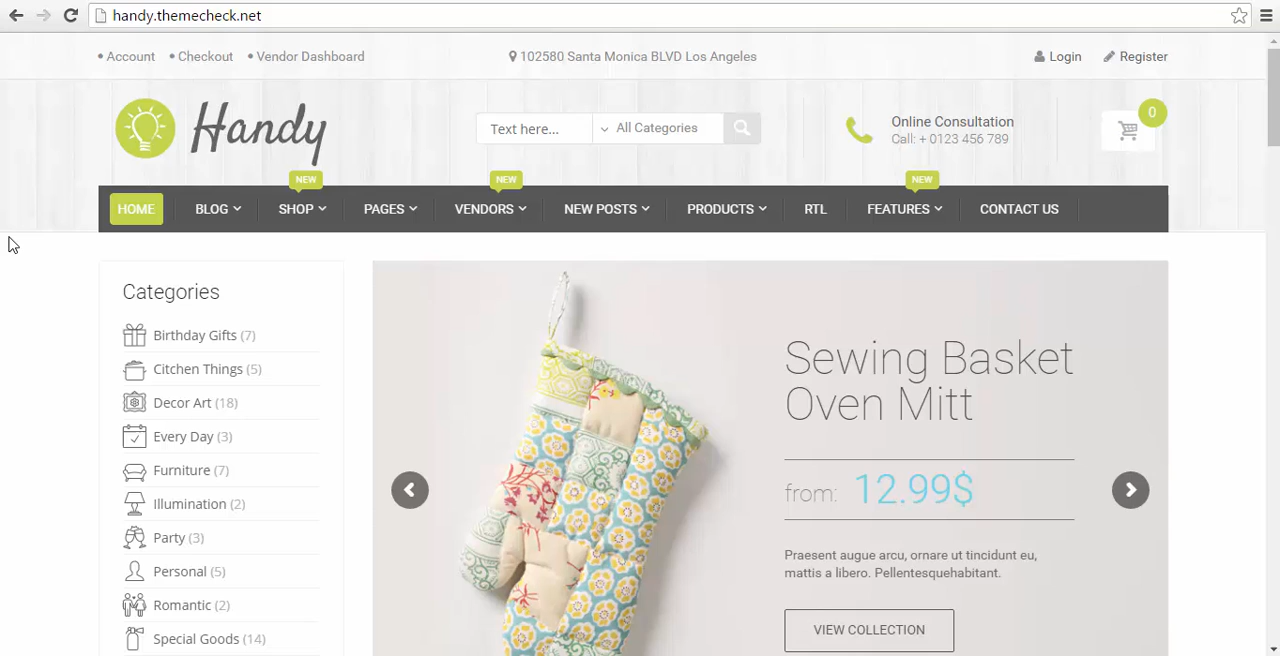 handy.themecheck.net
• Account • Checkout • Vendor Dashboard
102580 Santa Monica BLVD Los Angeles
Login Register
Handy
Text here...
All Categories
Online Consultation
Call: + 0123 456 789
0
NEW NEW NEW
HOME BLOG SHOP PAGES VENDORS NEW POSTS PRODUCTS RTL FEATURES CONTACT US
Categories
Birthday Gifts (7)
Citchen Things (5)
Decor Art (18)
Every Day (3)
Furniture (7)
Illumination (2)
Party (3)
Personal (5)
Romantic (2)
Special Goods (14)
Sewing Basket
Oven Mitt
from: 12.99$
Praesent augue arcu, ornare ut tincidunt eu,
mattis a libero. Pellentesquehabitant.
VIEW COLLECTION